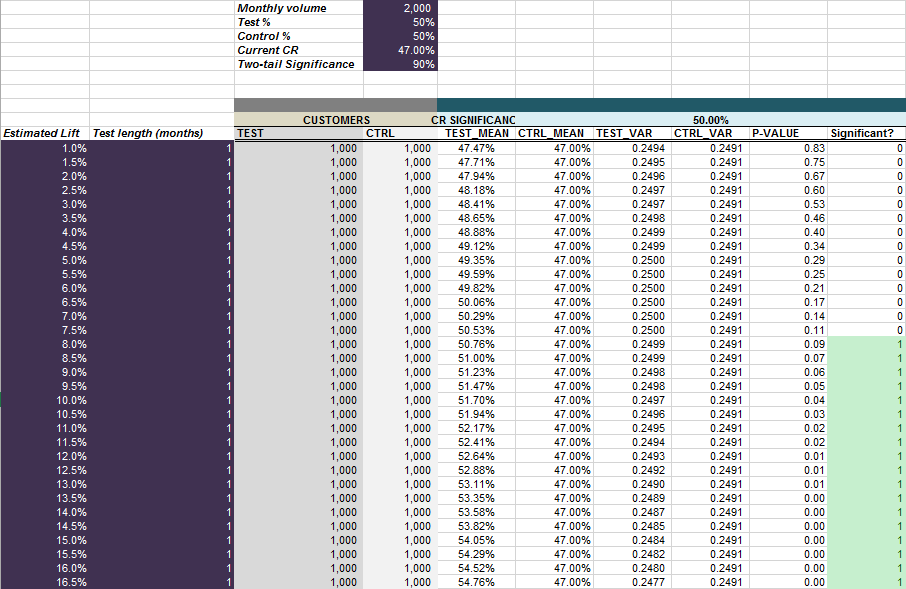 Monthly volume 2,000
Test % 50%
Control % 50%
Current CR 47.00%
Two-tail Significance 90%
CUSTOMERS CR SIGNIFICANC 50.00%
Estimated Lift Test length (months) TEST CTRL TEST_MEAN CTRL_MEAN TEST_VAR CTRL_VAR P-VALUE Significant?
1.0% 1 1,000 1,000 47.47% 47.00% 0.2494 0.2491 0.83 0
1.5% 1 1,000 1,000 47.71% 47.00% 0.2495 0.2491 0.75 0
2.0% 1 1,000 1,000 47.94% 47.00% 0.2496 0.2491 0.67 0
2.5% 1 1,000 1,000 48.18% 47.00% 0.2497 0.2491 0.60 0
3.0% 1 1,000 1,000 48.41% 47.00% 0.2497 0.2491 0.53 0
3.5% 1 1,000 1,000 48.65% 47.00% 0.2498 0.2491 0.46 0
4.0% 1 1,000 1,000 48.88% 47.00% 0.2499 0.2491 0.40 0
4.5% 1 1,000 1,000 49.12% 47.00% 0.2499 0.2491 0.34 0
5.0% 1 1,000 1,000 49.35% 47.00% 0.2500 0.2491 0.29 0
5.5% 1 1,000 1,000 49.59% 47.00% 0.2500 0.2491 0.25 0
6.0% 1 1,000 1,000 49.82% 47.00% 0.2500 0.2491 0.21 0
6.5% 1 1,000 1,000 50.06% 47.00% 0.2500 0.2491 0.17 0
7.0% 1 1,000 1,000 50.29% 47.00% 0.2500 0.2491 0.14 0
7.5% 1 1,000 1,000 50.53% 47.00% 0.2500 0.2491 0.11 0
8.0% 1 1,000 1,000 50.76% 47.00% 0.2499 0.2491 0.09 1
8.5% 1 1,000 1,000 51.00% 47.00% 0.2499 0.2491 0.07 1
9.0% 1 1,000 1,000 51.23% 47.00% 0.2498 0.2491 0.06 1
9.5% 1 1,000 1,000 51.47% 47.00% 0.2498 0.2491 0.05 1
10.0% 1 1,000 1,000 51.70% 47.00% 0.2497 0.2491 0.04 1
10.5% 1 1,000 1,000 51.94% 47.00% 0.2496 0.2491 0.03 1
11.0% 1 1,000 1,000 52.17% 47.00% 0.2495 0.2491 0.02 1
11.5% 1 1,000 1,000 52.41% 47.00% 0.2494 0.2491 0.02 1
12.0% 1 1,000 1,000 52.64% 47.00% 0.2493 0.2491 0.01 1
12.5% 1 1,000 1,000 52.88% 47.00% 0.2492 0.2491 0.01 1
13.0% 1 1,000 1,000 53.11% 47.00% 0.2490 0.2491 0.01 1
13.5% 1 1,000 1,000 53.35% 47.00% 0.2489 0.2491 0.00 1
14.0% 1 1,000 1,000 53.58% 47.00% 0.2487 0.2491 0.00 1
14.5% 1 1,000 1,000 53.82% 47.00% 0.2485 0.2491 0.00 1
15.0% 1 1,000 1,000 54.05% 47.00% 0.2484 0.2491 0.00 1
15.5% 1 1,000 1,000 54.29% 47.00% 0.2482 0.2491 0.00 1
16.0% 1 1,000 1,000 54.52% 47.00% 0.2480 0.2491 0.00 1
16.5% 1 1,000 1,000 54.76% 47.00% 0.2477 0.2491 0.00 1